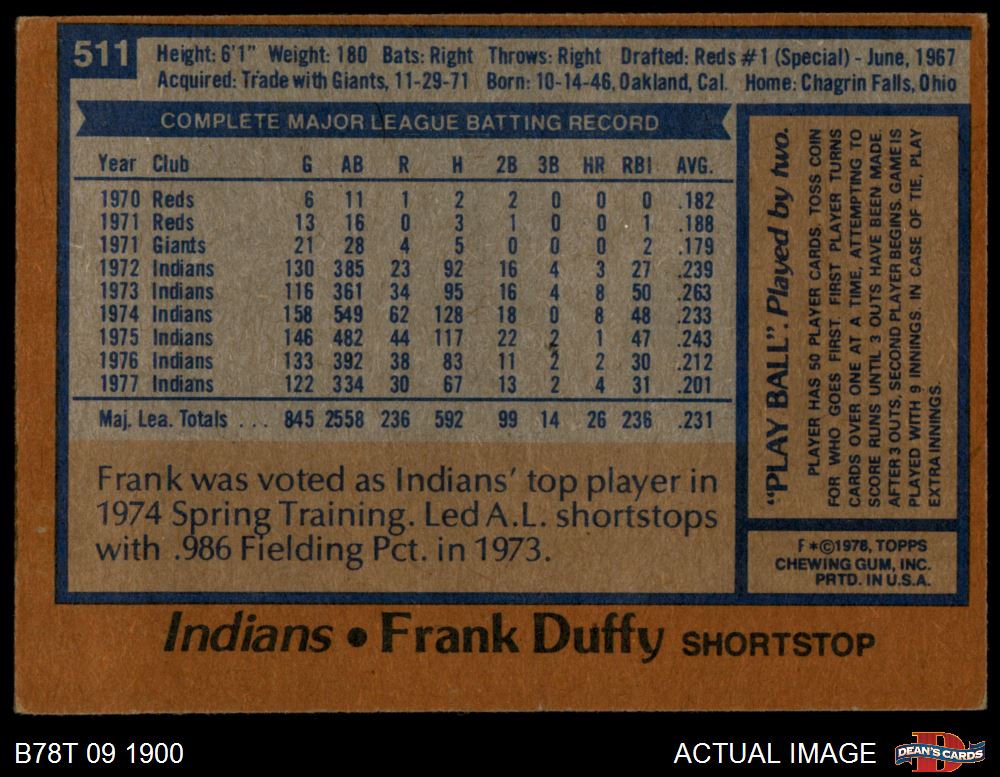 511
Height: 6'1" Weight: 180 Bats: Right Throws: Right Drafted: Reds #1 (Special) - June, 1967
Acquired: Trade with Giants, 11-29-71 Born: 10-14-46, Oakland, Cal. Home: Chagrin Falls, Ohio
COMPLETE MAJOR LEAGUE BATTING RECORD
Year Club G AB R H 2B 3B HR RBI AVG.
1970 Reds 6 11 1 2 2 0 0 0 .182
1971 Reds 13 16 0 3 1 0 0 1 .188
1971 Giants 21 28 4 5 0 0 0 2 .179
1972 Indians 130 385 23 92 16 4 3 27 .239
1973 Indians 116 361 34 95 16 4 8 50 .263
1974 Indians 158 549 62 128 18 0 8 48 .233
1975 Indians 146 482 44 117 22 2 1 47 .243
1976 Indians 133 392 38 83 11 2 2 30 .212
1977 Indians 122 334 30 67 13 2 4 31 .201
Maj. Lea. Totals ... 845 2558 236 592 99 14 26 236 .231
Frank was voted as Indians' top player in
1974 Spring Training. Led A.L. shortstops
with .986 Fielding Pct. in 1973.
"PLAY BALL". Played by two.
PLAYER HAS 50 PLAYER CARDS. TOSS COIN
FOR WHO GOES FIRST. FIRST PLAYER TURNS
CARDS OVER ONE AT A TIME, ATTEMPTING TO
SCORE RUNS UNTIL 3 OUTS HAVE BEEN MADE.
AFTER 3 OUTS, SECOND PLAYER BEGINS. GAME IS
PLAYED WITH 9 INNINGS. IN CASE OF TIE, PLAY
EXTRA INNINGS.
F*©1978, TOPPS
CHEWING GUM, INC.
PRTD. IN U.S.A.
Indians • Frank Duffy SHORTSTOP
B78T 09 1900
ACTUAL IMAGE
D
DEAN'S CARDS